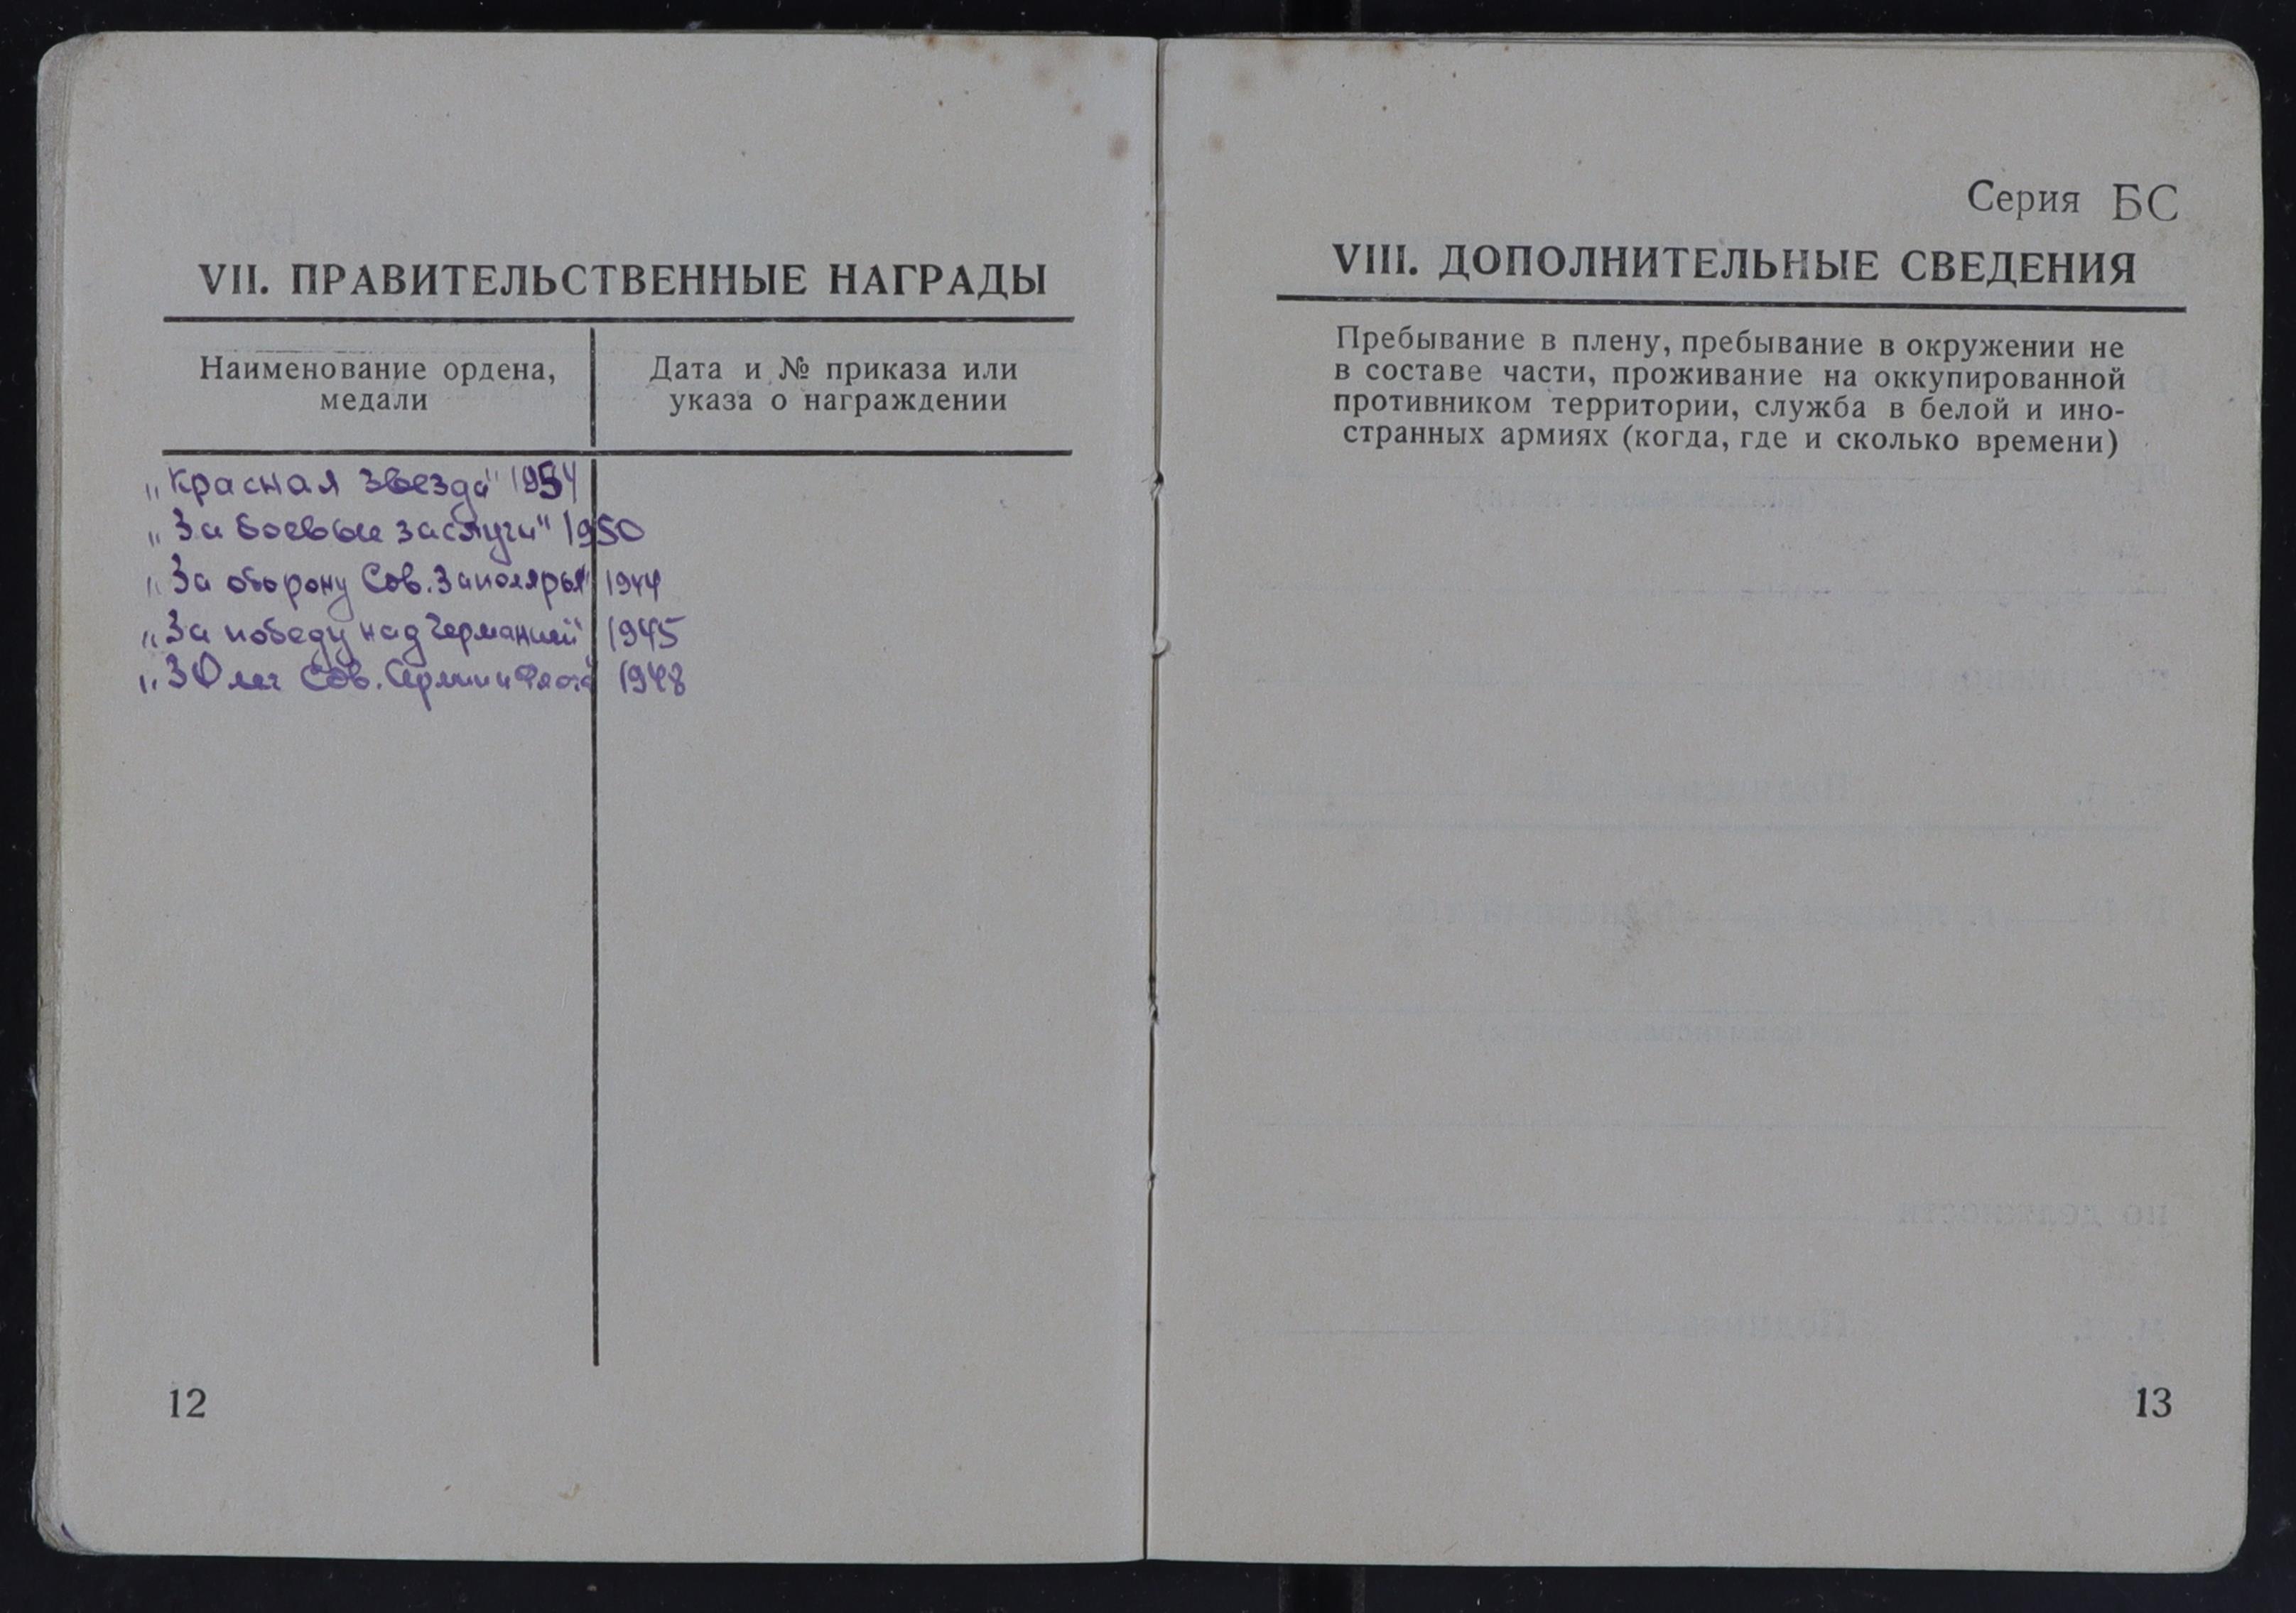 VII. ПРАВИТЕЛЬСТВЕННЫЕ НАГРАДЫ
Наименование ордена,
медали
Дата и № приказа или
указа о награждении
„Красная звезда" 1954
„За боевые заслуги" 1950
„За оборону Сов. Заполярья" 1944
„За победу над Германией" 1945
„30 лет Сов. Армии и Флота" 1948
12
Серия БС
VIII. ДОПОЛНИТЕЛЬНЫЕ СВЕДЕНИЯ
Пребывание в плену, пребывание в окружении не
в составе части, проживание на оккупированной
противником территории, служба в белой и ино-
странных армиях (когда, где и сколько времени)
13